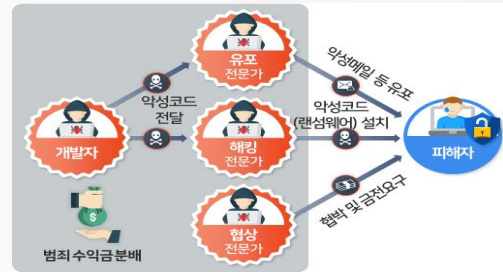 유포
전문가
악성메일 등 유포
악성코드
전달
개발자
해킹
전문가
악성코드
(랜섬웨어) 설치
피해자
협상
전문가
협박 및 금전요구
범죄 수익금 분배